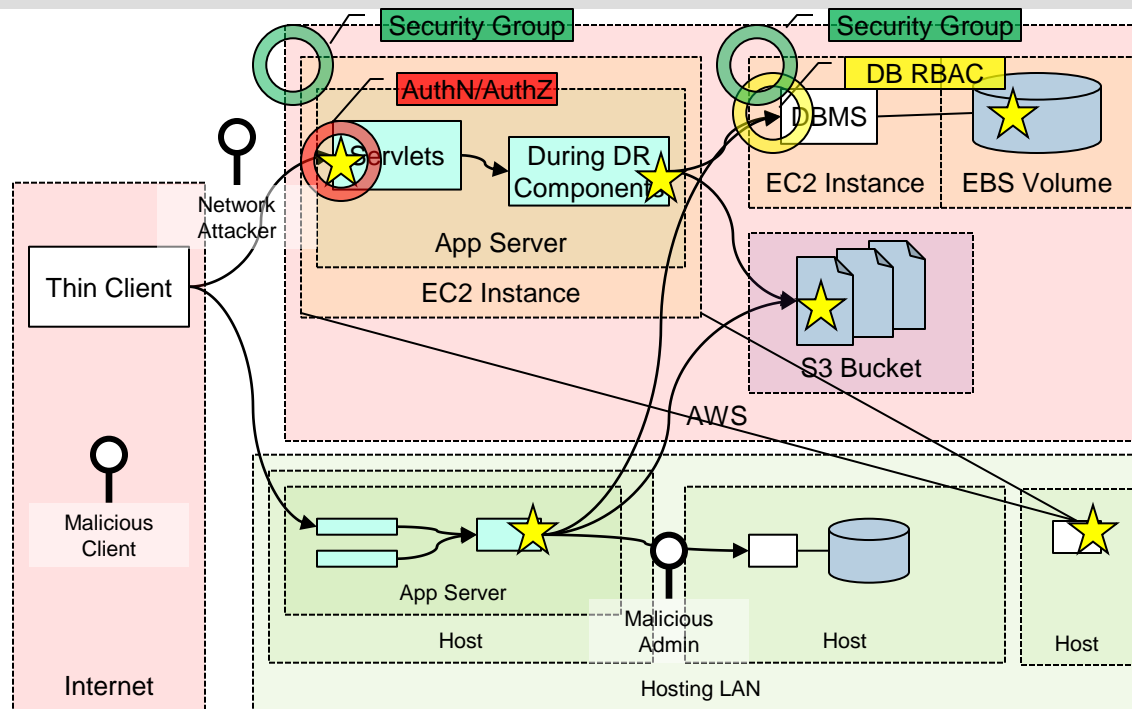 Security Group
Security Group
AuthN/AuthZ
DB RBAC
Servlets
During DR
Components
DBMS
Network
Attacker
App Server
EC2 Instance
EC2 Instance
EBS Volume
Thin Client
S3 Bucket
AWS
Malicious
Client
App Server
Malicious
Admin
Host
Host
Host
Internet
Hosting LAN